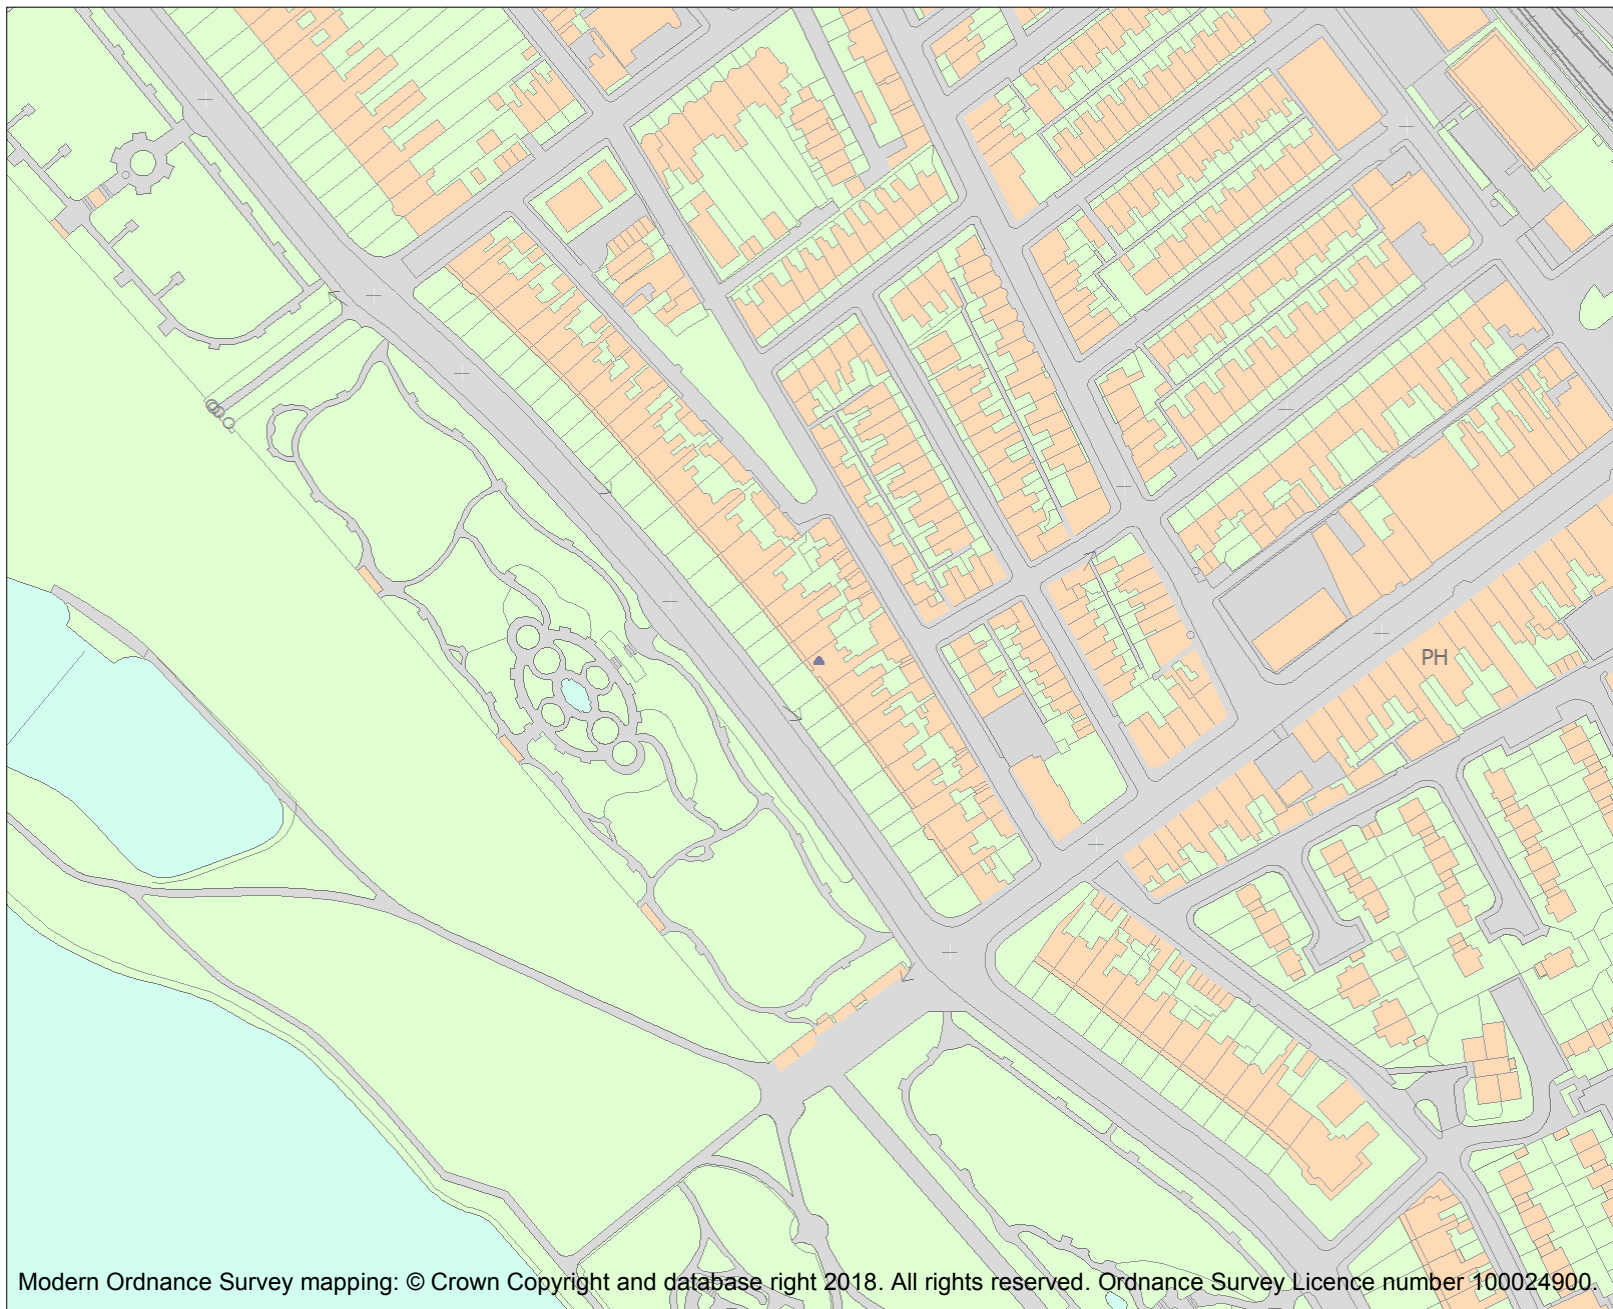 PH
Modern Ordnance Survey mapping: © Crown Copyright and database right 2018. All rights reserved. Ordnance Survey Licence number 100024900.